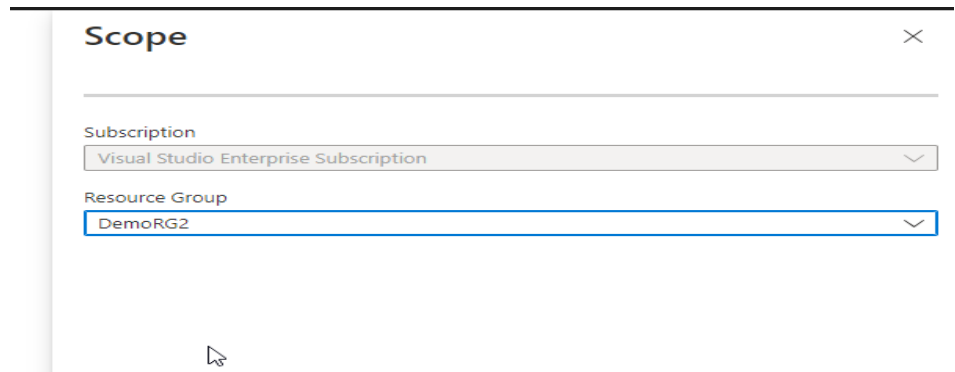 Scope
Subscription
Visual Studio Enterprise Subscription
Resource Group
DemoRG2